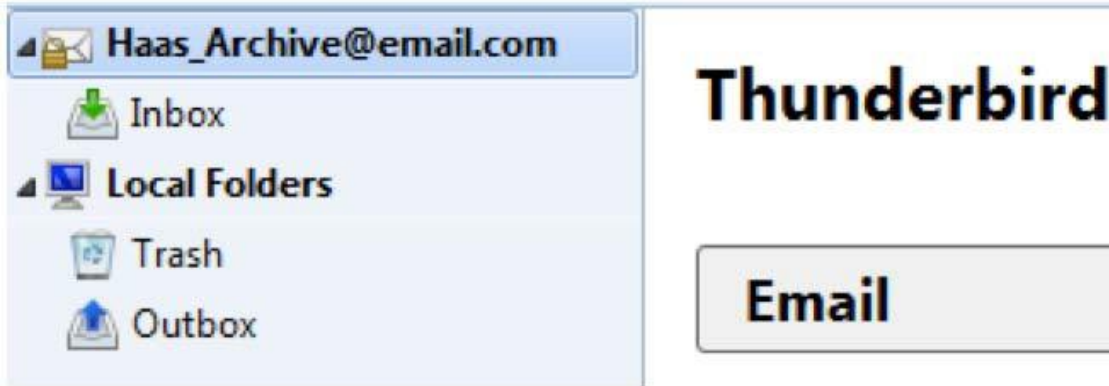 Haas_Archive@email.com
Inbox
Local Folders
Trash
Outbox
Thunderbird
Email